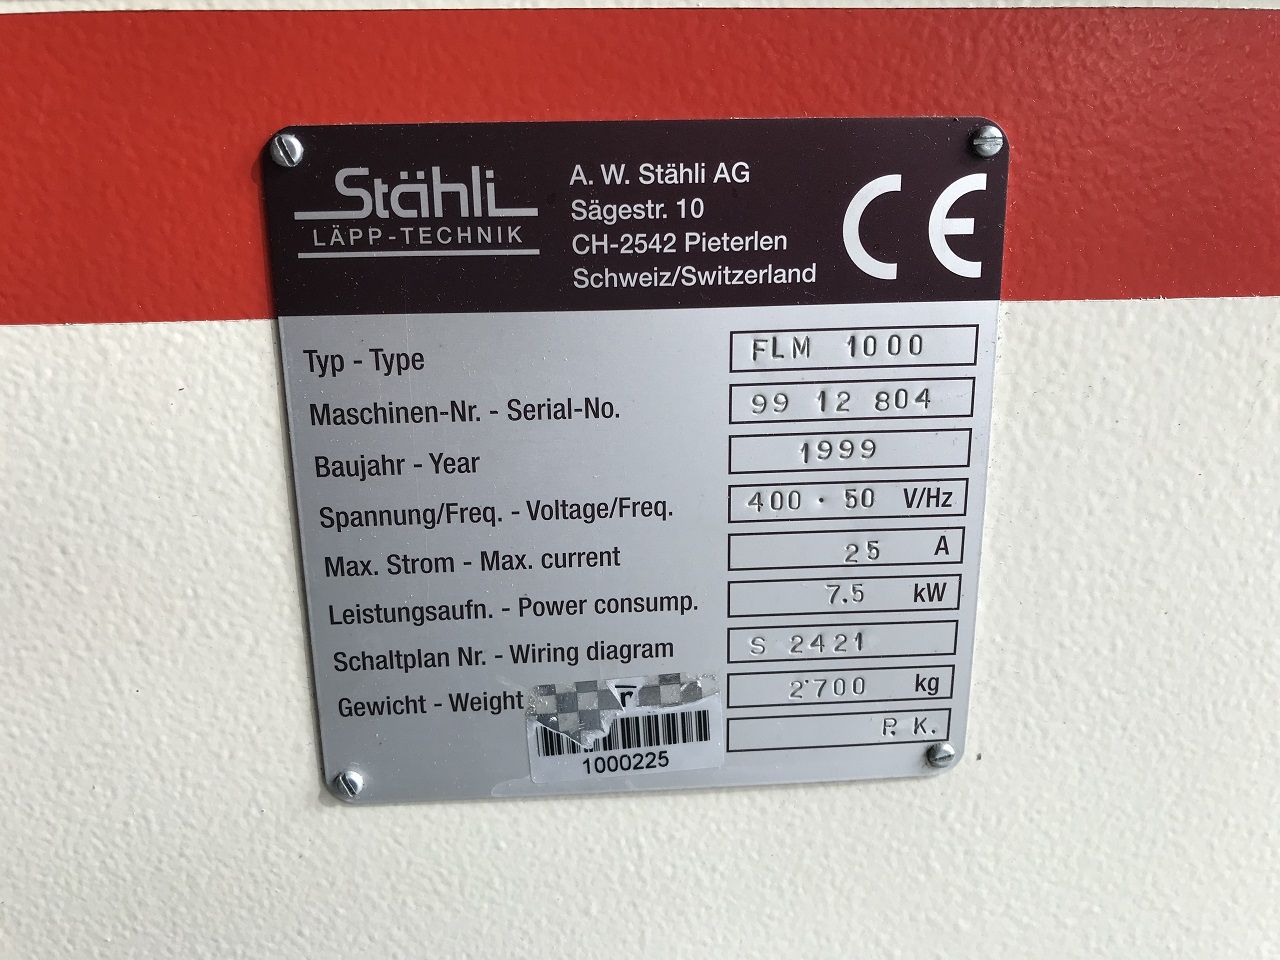 Stähli
LÄPP-TECHNIK
A. W. Stähli AG
Sägestr. 10
CH-2542 Pieterlen
Schweiz/Switzerland
CE
Typ - Type FLM 1000
Maschinen-Nr. - Serial-No. 99 12 804
Baujahr - Year 1999
Spannung/Freq. - Voltage/Freq. 400 · 50 V/Hz
Max. Strom - Max. current 25 A
Leistungsaufn. - Power consump. 7.5 kW
Schaltplan Nr. - Wiring diagram S 2421
Gewicht - Weight 2'700 kg
P. K.
1000225